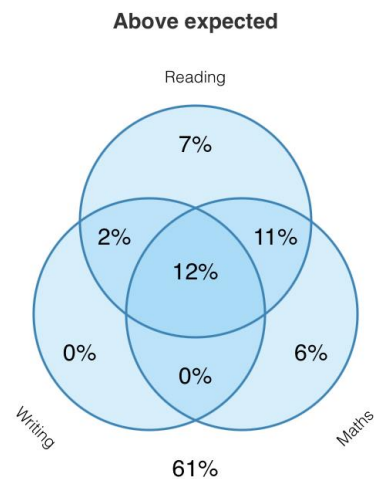 Above expected
Reading
7%
2%
11%
12%
0%
6%
0%
Writing
Maths
61%